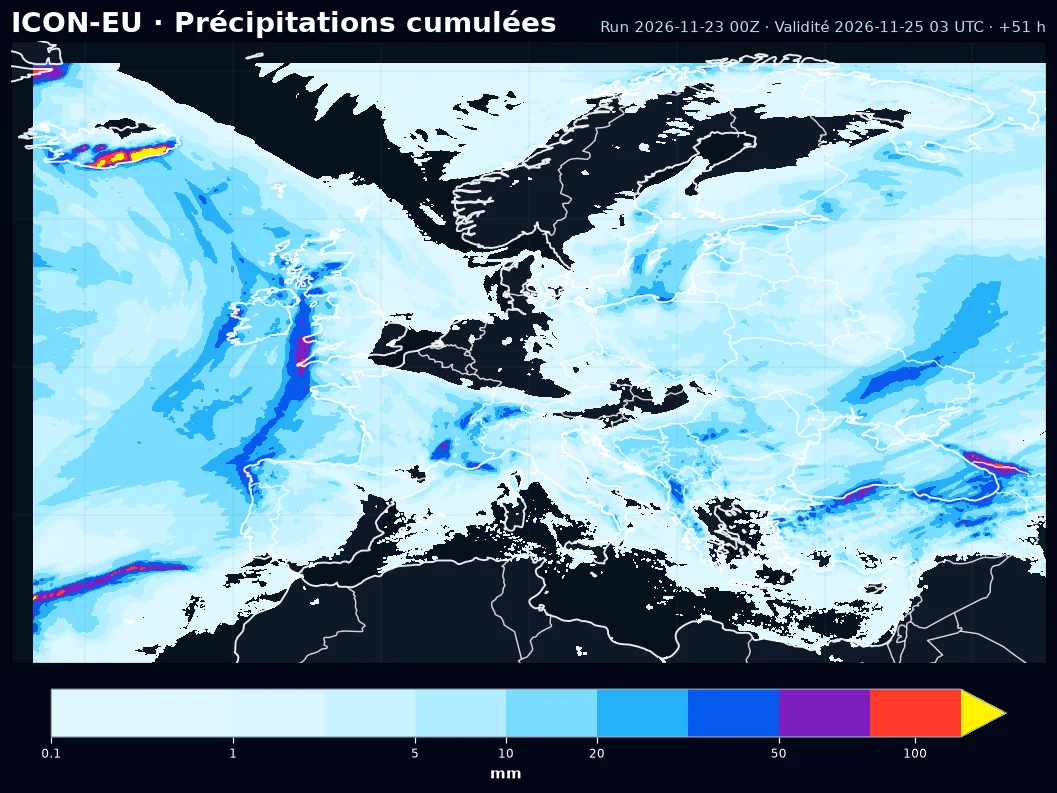 ICON-EU · Précipitations cumulées
Run 2026-11-23 00Z · Validité 2026-11-25 03 UTC · +51 h
0.1 1 5 10 20 50 100
mm